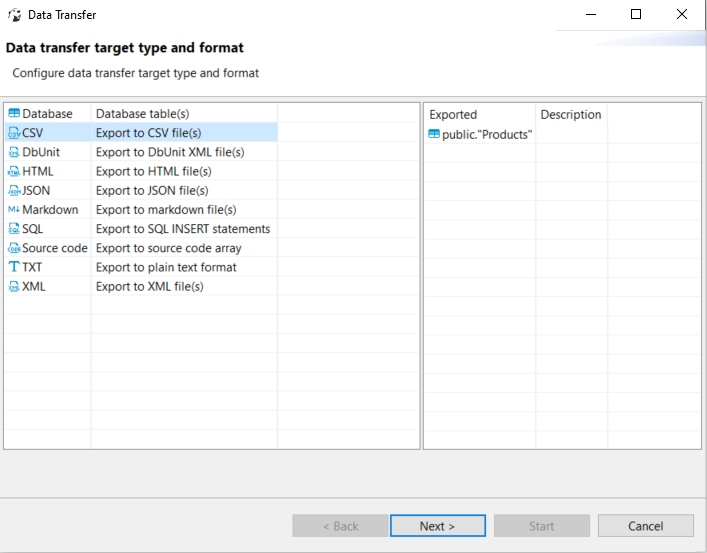 Data Transfer
Data transfer target type and format
Configure data transfer target type and format
Database Database table(s)
CSV Export to CSV file(s)
DbUnit Export to DbUnit XML file(s)
HTML Export to HTML file(s)
JSON Export to JSON file(s)
Markdown Export to markdown file(s)
SQL Export to SQL INSERT statements
Source code Export to source code array
TXT Export to plain text format
XML Export to XML file(s)
Exported Description
public."Products"
< Back Next > Start Cancel